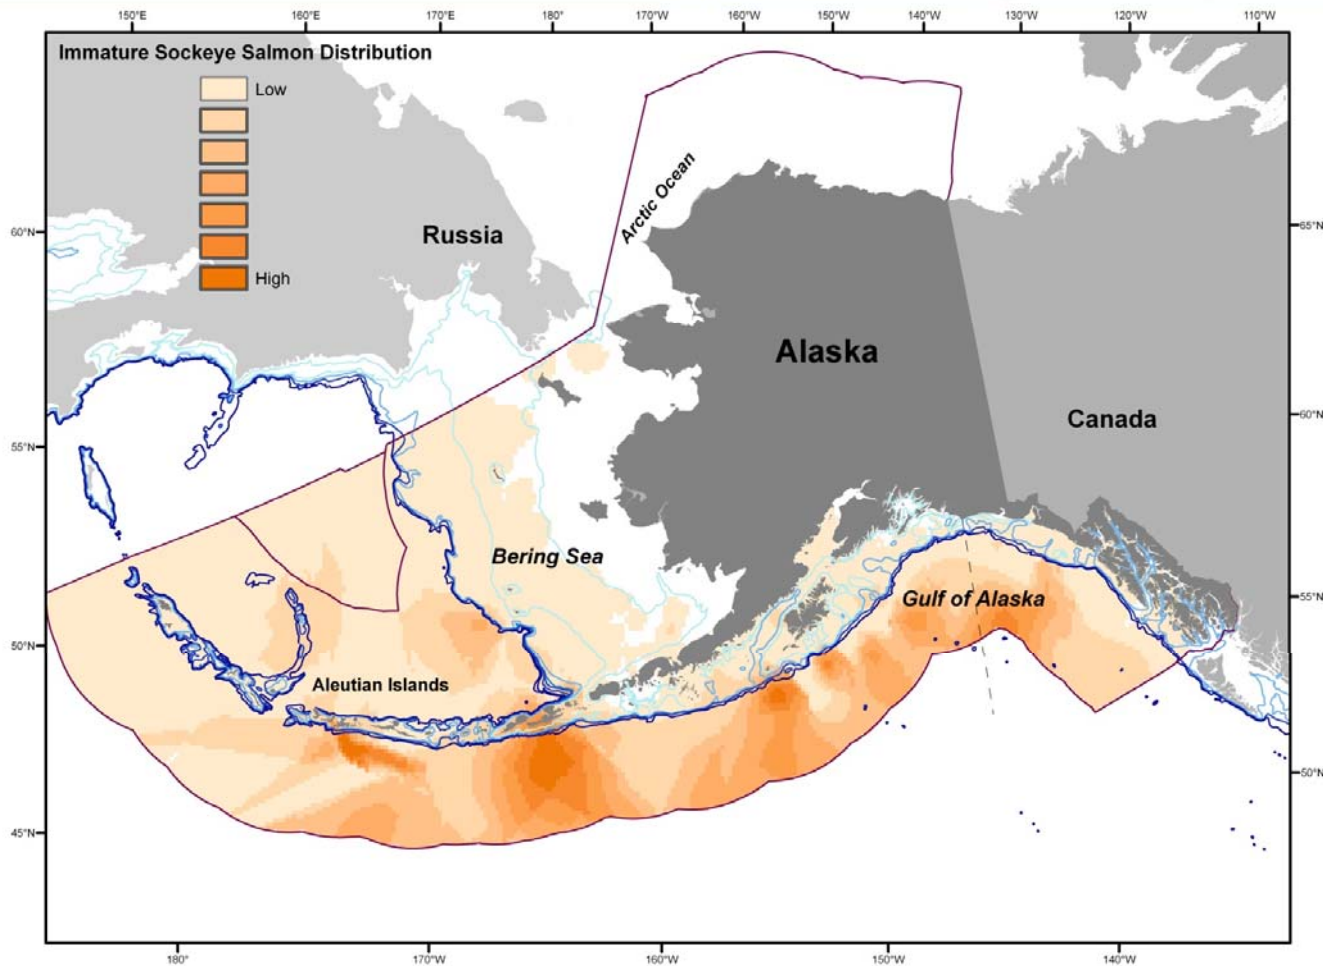 150°E 160°E 170°E 180° 170°W 160°W 150°W 140°W 130°W 120°W 110°W
Immature Sockeye Salmon Distribution
Low
High
Arctic Ocean
Russia
60°N
65°N
Alaska
Canada
60°N
55°N
Bering Sea
Gulf of Alaska
55°N
50°N
Aleutian Islands
50°N
45°N
180° 170°W 160°W 150°W 140°W